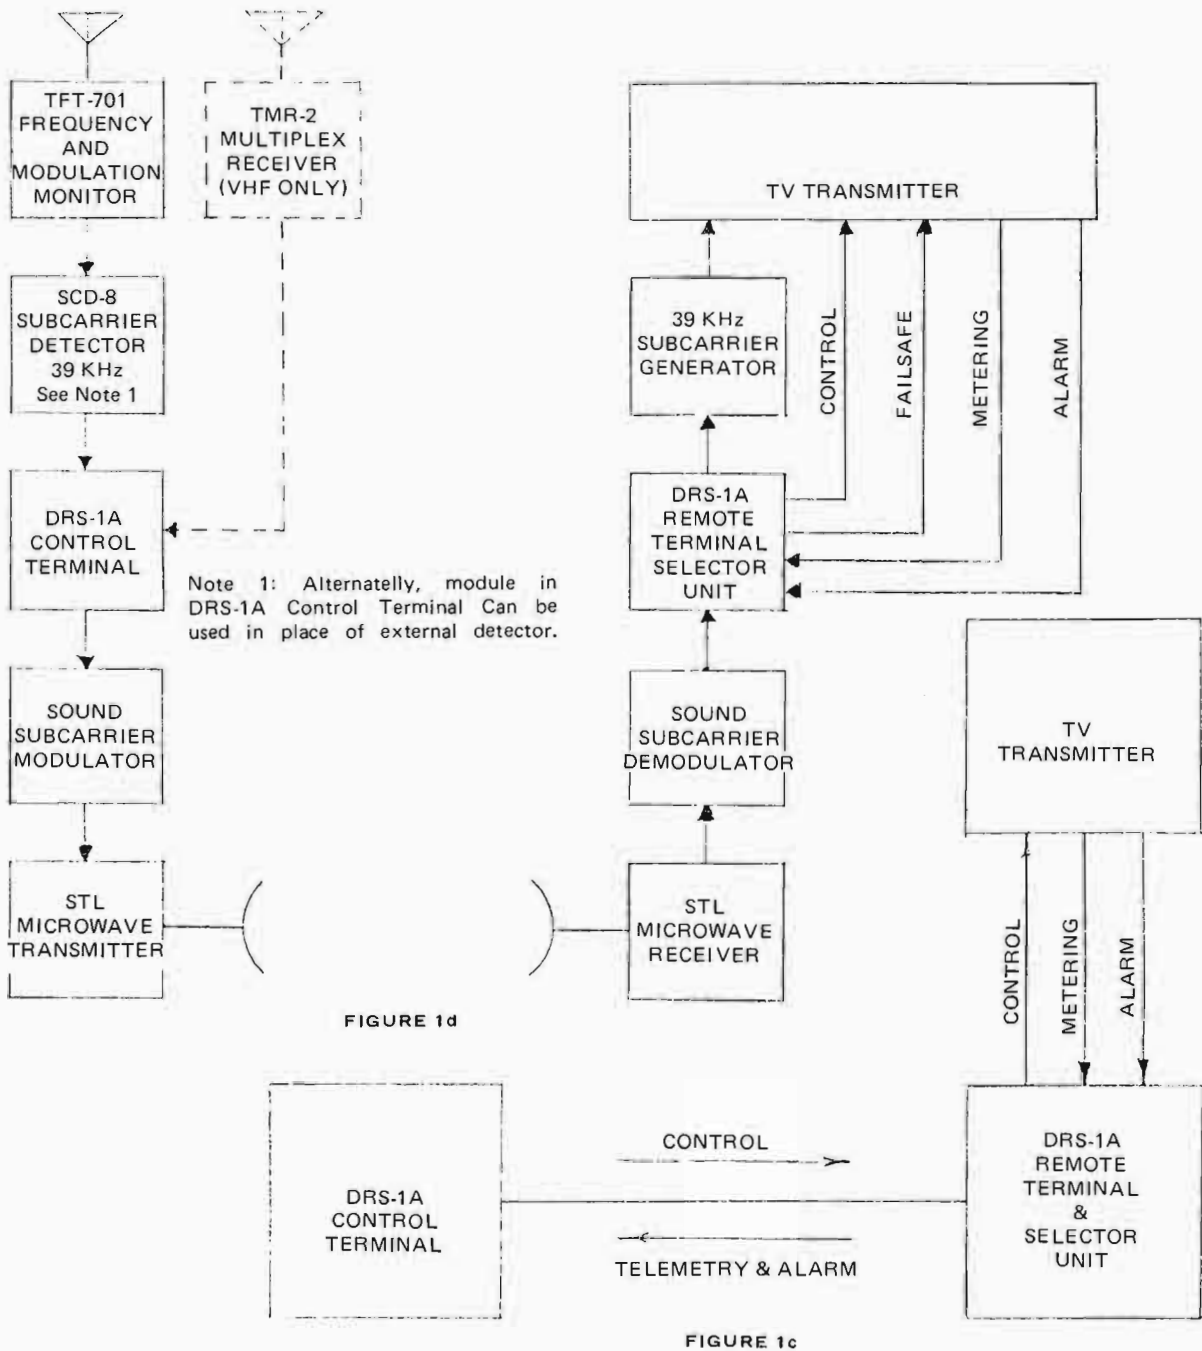 TFT-701
FREQUENCY
AND
MODULATION
MONITOR
TMR-2
MULTIPLEX
RECEIVER
(VHF ONLY)
SCD-8
SUBCARRIER
DETECTOR
39 KHz
See Note 1
DRS-1A
CONTROL
TERMINAL
Note 1: Alternatelly, module in
DRS-1A Control Terminal Can be
used in place of external detector.
SOUND
SUBCARRIER
MODULATOR
STL
MICROWAVE
TRANSMITTER
TV TRANSMITTER
39 KHz
SUBCARRIER
GENERATOR
CONTROL
FAILSAFE
METERING
ALARM
DRS-1A
REMOTE
TERMINAL
SELECTOR
UNIT
SOUND
SUBCARRIER
DEMODULATOR
STL
MICROWAVE
RECEIVER
FIGURE 1d
TV
TRANSMITTER
CONTROL
METERING
ALARM
DRS-1A
CONTROL
TERMINAL
CONTROL
TELEMETRY & ALARM
DRS-1A
REMOTE
TERMINAL
&
SELECTOR
UNIT
FIGURE 1c